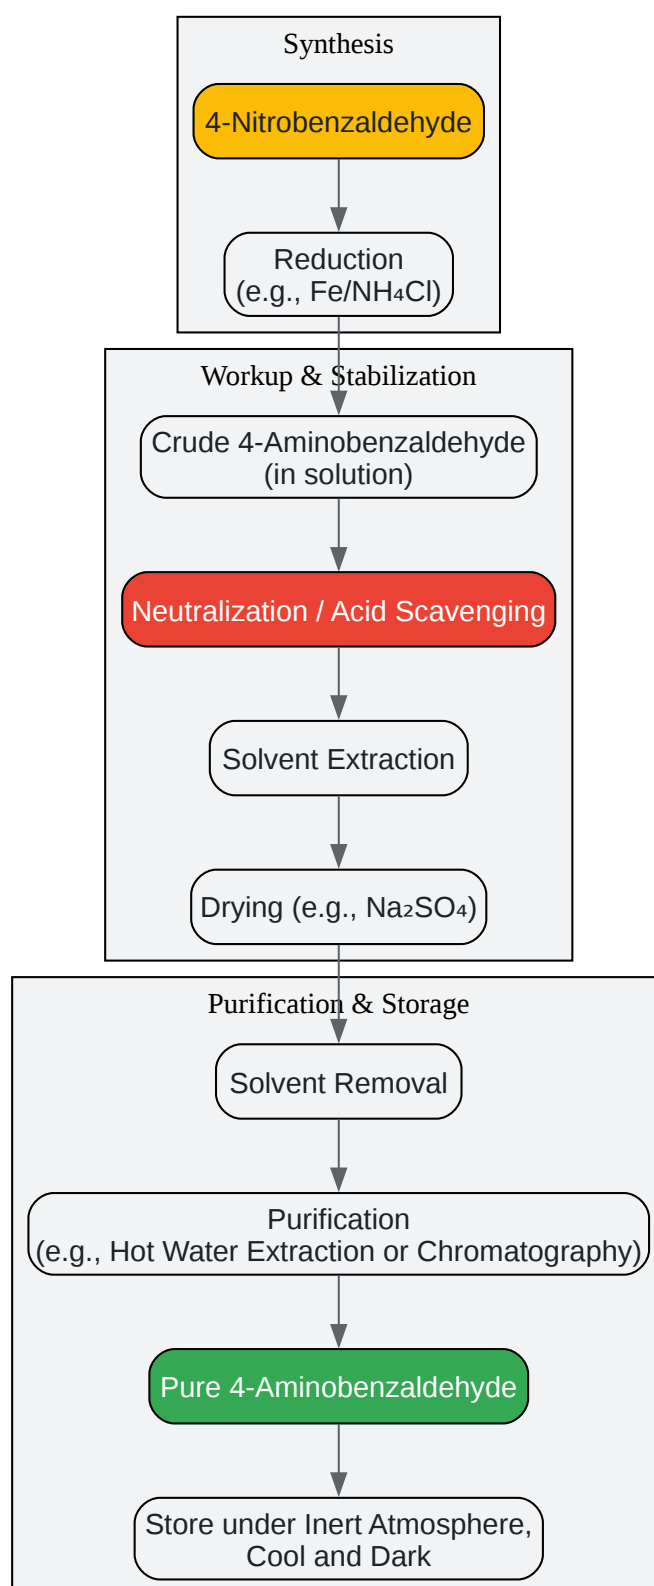 Synthesis
4-Nitrobenzaldehyde
Reduction
(e.g., Fe/NH₄Cl)
Workup & Stabilization
Crude 4-Aminobenzaldehyde
(in solution)
Neutralization / Acid Scavenging
Solvent Extraction
Drying (e.g., Na₂SO₄)
Purification & Storage
Solvent Removal
Purification
(e.g., Hot Water Extraction or Chromatography)
Pure 4-Aminobenzaldehyde
Store under Inert Atmosphere,
Cool and Dark